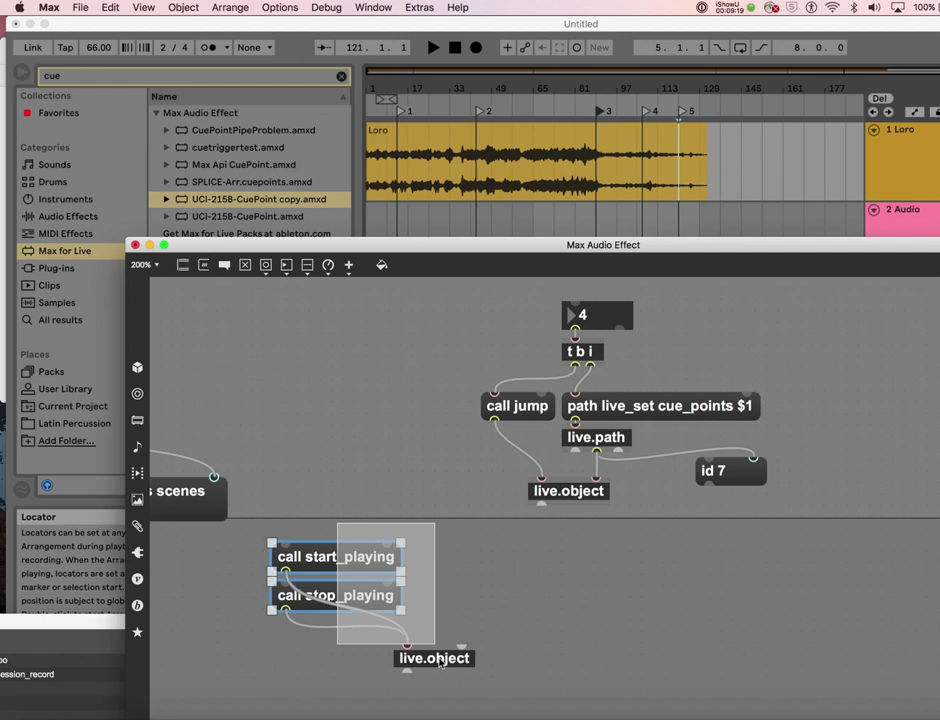 Max File Edit View Object Arrange Options Debug Window Extras Help iShowU 00:09:19 100%
Untitled
Link Tap 66.00 2 / 4 None 121. 1. 1 New 5. 1. 1 8. 0. 0
cue
Collections
Favorites
Categories
Sounds
Drums
Instruments
Audio Effects
MIDI Effects
Max for Live
Plug-ins
Clips
Samples
All results
Places
Packs
User Library
Current Project
Latin Percussion
Add Folder...
Name
Max Audio Effect
CuePointPipeProblem.amxd
cuetriggertest.amxd
Max Api CuePoint.amxd
SPLICE-Arr.cuepoints.amxd
UCI-215B-CuePoint copy.amxd
UCI-215B-CuePoint.amxd
Get Max for Live Packs at ableton.com
1 17 33 49 65 81 97 113 129 145 161 177
1 2 3 4 5
Del
Loro
1 Loro
2 Audio
Max Audio Effect
200%
4
t b i
call jump
path live_set cue_points $1
live.path
id 7
live.object
s scenes
call start_playing
call stop_playing
live.object
Locator
Locators can be set at any
Arrangement during playb
recording. When the Arra
playing, locators are set a
marker or selection start.
position is subject to glob
ession_record